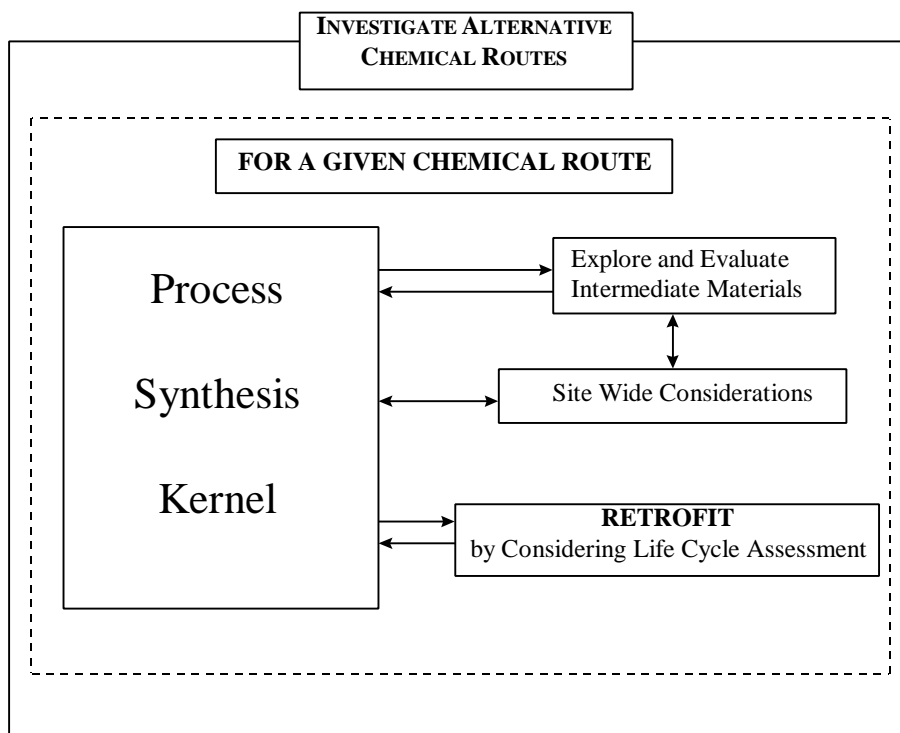 INVESTIGATE ALTERNATIVE
CHEMICAL ROUTES
FOR A GIVEN CHEMICAL ROUTE
Process
Synthesis
Kernel
Explore and Evaluate
Intermediate Materials
Site Wide Considerations
RETROFIT
by Considering Life Cycle Assessment